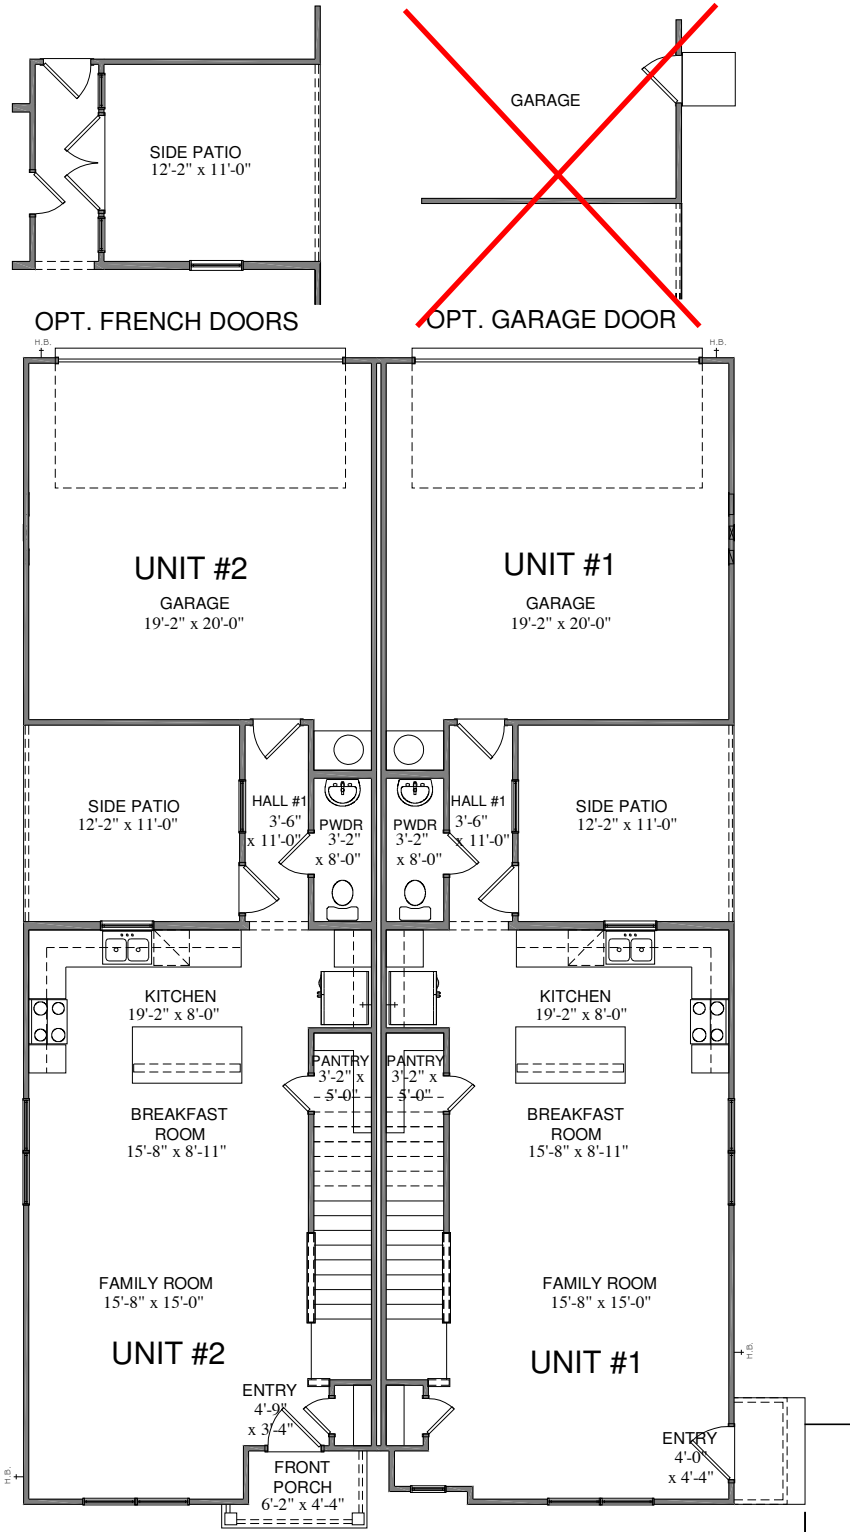 SIDE PATIO
12'-2" x 11'-0"
GARAGE
OPT. FRENCH DOORS
OPT. GARAGE DOOR
H.B.
H.B.
UNIT #2
GARAGE
19'-2" x 20'-0"
UNIT #1
GARAGE
19'-2" x 20'-0"
SIDE PATIO
12'-2" x 11'-0"
HALL #1
3'-6"
x 11'-0"
PWDR
3'-2"
x 8'-0"
PWDR
3'-2"
x 8'-0"
HALL #1
3'-6"
x 11'-0"
SIDE PATIO
12'-2" x 11'-0"
KITCHEN
19'-2" x 8'-0"
KITCHEN
19'-2" x 8'-0"
PANTRY
3'-2" x
5'-0"
PANTRY
3'-2" x
5'-0"
BREAKFAST
ROOM
15'-8" x 8'-11"
BREAKFAST
ROOM
15'-8" x 8'-11"
FAMILY ROOM
15'-8" x 15'-0"
FAMILY ROOM
15'-8" x 15'-0"
UNIT #2
UNIT #1
H.B.
ENTRY
4'-9"
x 3'-4"
ENTRY
4'-0"
x 4'-4"
H.B.
FRONT
PORCH
6'-2" x 4'-4"